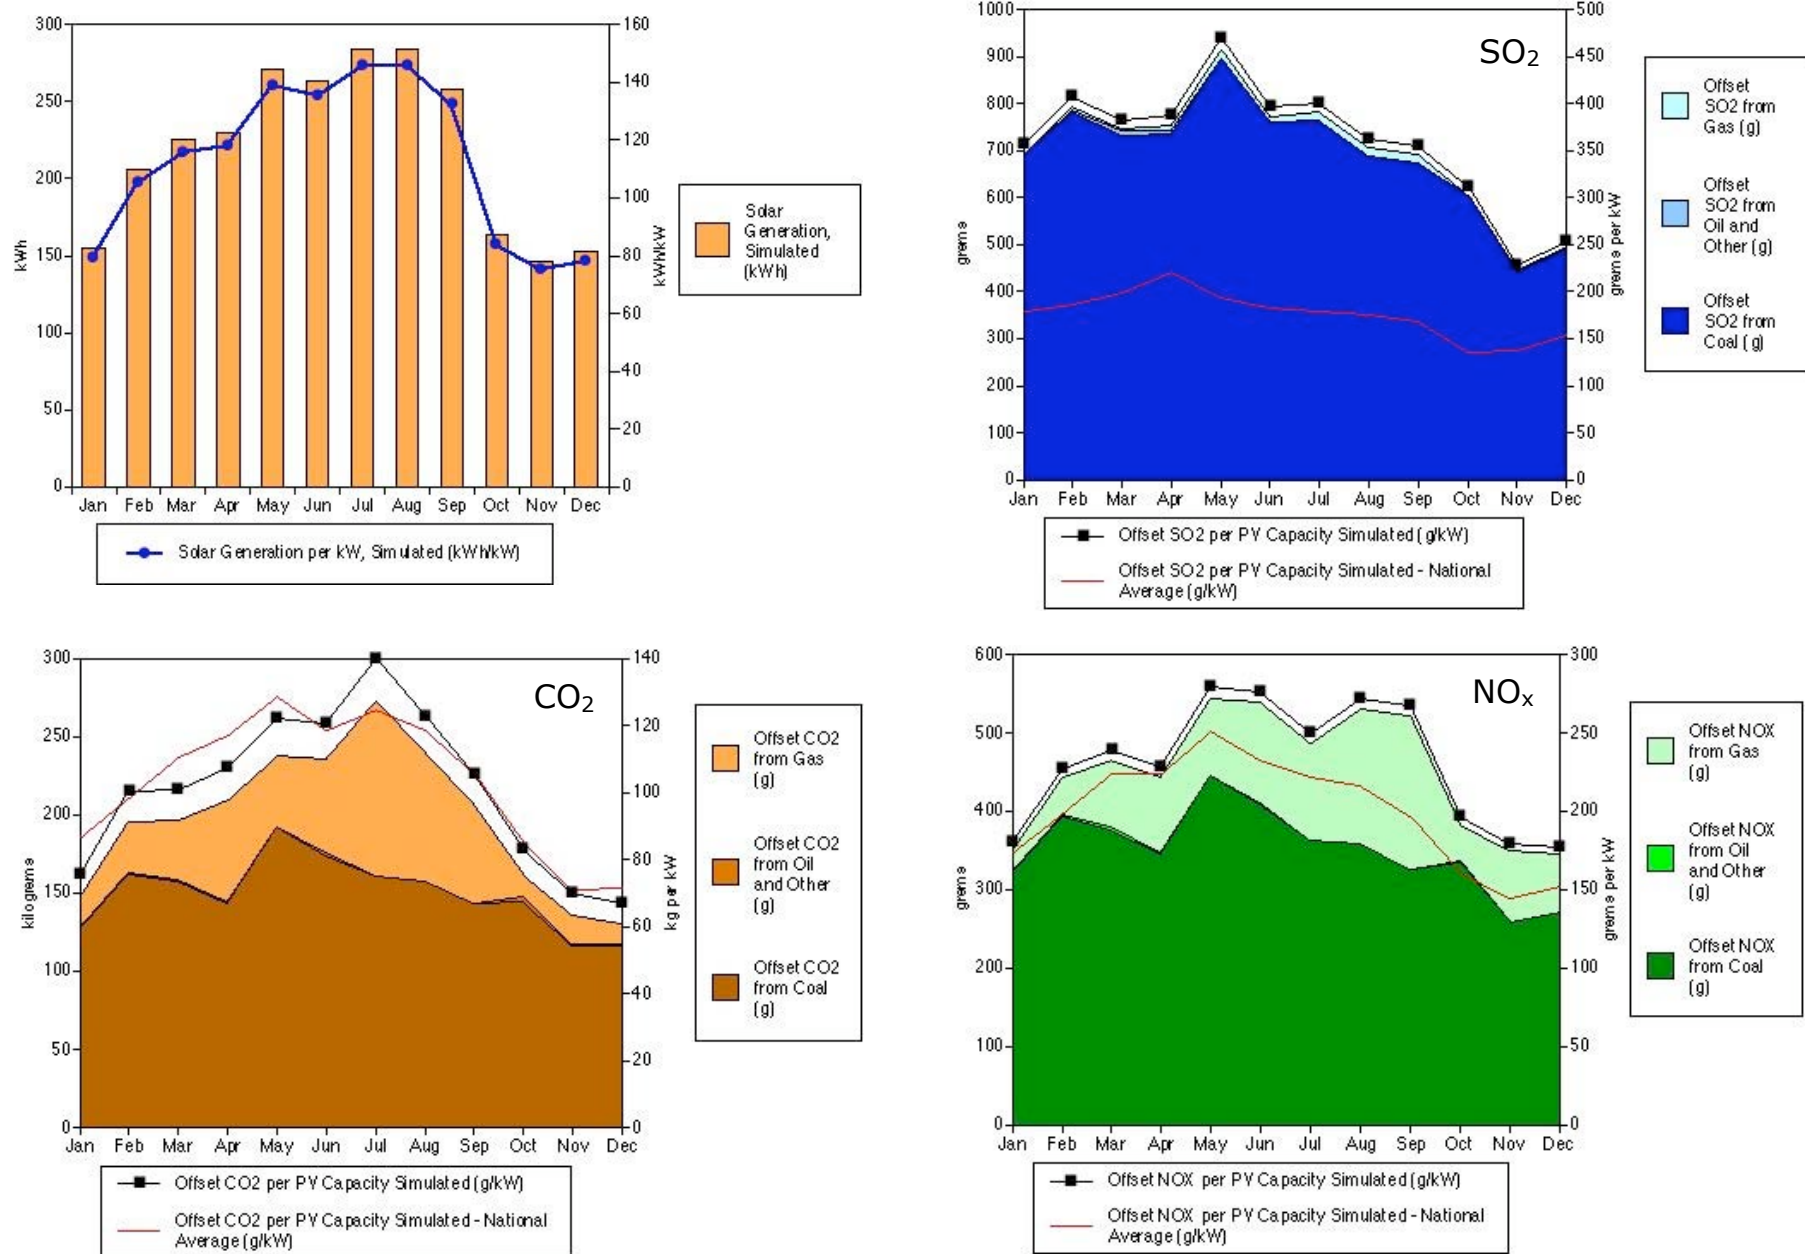 300
250
200
150
100
50
0
kWh
160
140
120
100
80
60
40
20
0
kWh/kW
Jan Feb Mar Apr May Jun Jul Aug Sep Oct Nov Dec
Solar
Generation,
Simulated
(kWh)
Solar Generation per kW, Simulated (kWh/kW)
SO₂
1000
900
800
700
600
500
400
300
200
100
0
grams
500
450
400
350
300
250
200
150
100
50
0
grams per kW
Jan Feb Mar Apr May Jun Jul Aug Sep Oct Nov Dec
Offset
SO2 from
Gas (g)
Offset
SO2 from
Oil and
Other (g)
Offset
SO2 from
Coal (g)
Offset SO2 per PV Capacity Simulated (g/kW)
Offset SO2 per PV Capacity Simulated - National
Average (g/kW)
CO₂
300
250
200
150
100
50
0
kilograms
140
120
100
80
60
40
20
0
kg per kW
Jan Feb Mar Apr May Jun Jul Aug Sep Oct Nov Dec
Offset CO2
from Gas
(g)
Offset CO2
from Oil
and Other
(g)
Offset CO2
from Coal
(g)
Offset CO2 per PV Capacity Simulated (g/kW)
Offset CO2 per PV Capacity Simulated - National
Average (g/kW)
NOₓ
600
500
400
300
200
100
0
grams
300
250
200
150
100
50
0
grams per kW
Jan Feb Mar Apr May Jun Jul Aug Sep Oct Nov Dec
Offset NOX
from Gas
(g)
Offset NOX
from Oil
and Other
(g)
Offset NOX
from Coal
(g)
Offset NOX per PV Capacity Simulated (g/kW)
Offset NOX per PV Capacity Simulated - National
Average (g/kW)